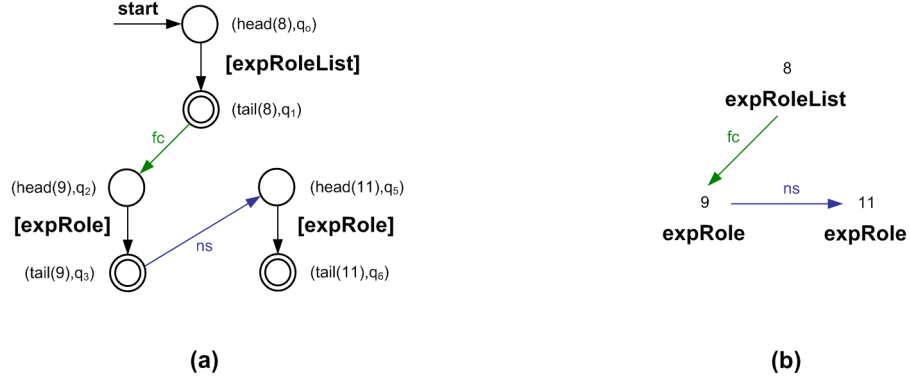 start
(head(8),qo)
[expRoleList]
(tail(8),q1)
fc
(head(9),q2)
(head(11),q5)
[expRole]
[expRole]
ns
(tail(9),q3)
(tail(11),q6)
(a)
8
expRoleList
fc
ns
9
11
expRole
expRole
(b)